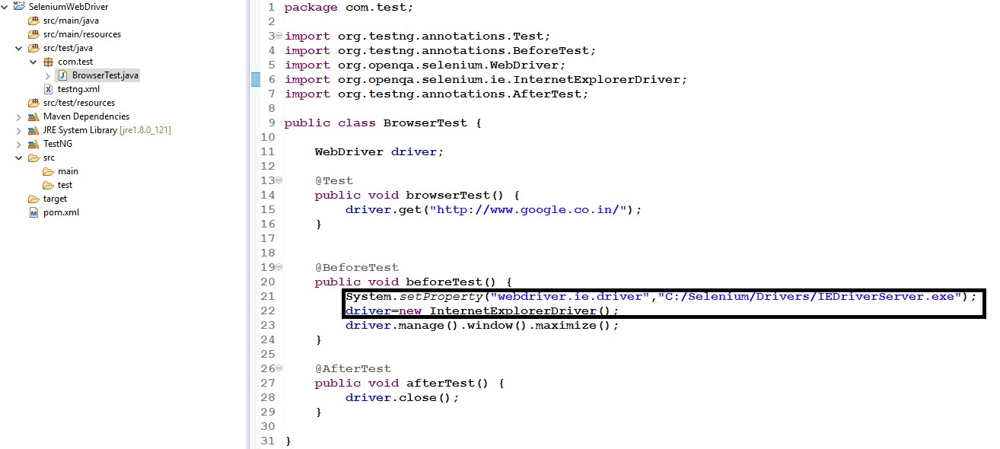 SeleniumWebDriver
src/main/java
src/main/resources
src/test/java
com.test
BrowserTest.java
testng.xml
src/test/resources
Maven Dependencies
JRE System Library [jre1.8.0_121]
TestNG
src
main
test
target
pom.xml
1 package com.test;
2
3 import org.testng.annotations.Test;
4 import org.testng.annotations.BeforeTest;
5 import org.openqa.selenium.WebDriver;
6 import org.openqa.selenium.ie.InternetExplorerDriver;
7 import org.testng.annotations.AfterTest;
8
9 public class BrowserTest {
10
11 WebDriver driver;
12
13 @Test
14 public void browserTest() {
15 driver.get("http://www.google.co.in/");
16 }
17
18
19 @BeforeTest
20 public void beforeTest() {
21 System.setProperty("webdriver.ie.driver","C:/Selenium/Drivers/IEDriverServer.exe");
22 driver=new InternetExplorerDriver();
23 driver.manage().window().maximize();
24 }
25
26 @AfterTest
27 public void afterTest() {
28 driver.close();
29 }
30
31 }